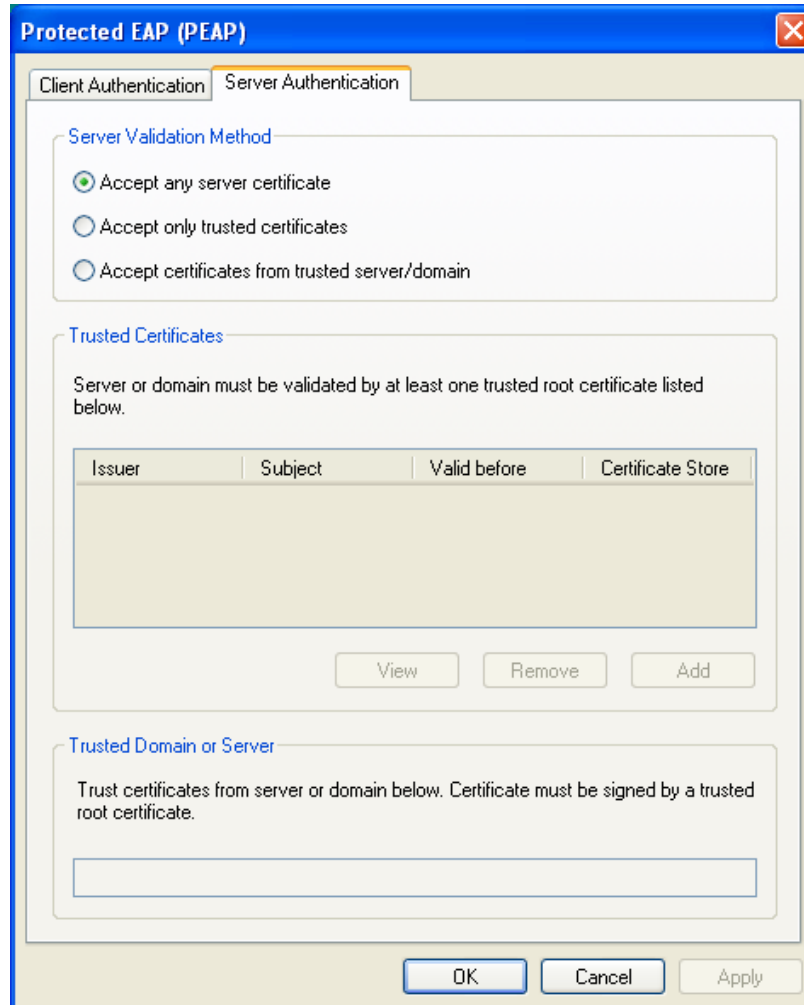 Protected EAP (PEAP)
Client Authentication Server Authentication
Server Validation Method
Accept any server certificate
Accept only trusted certificates
Accept certificates from trusted server/domain
Trusted Certificates
Server or domain must be validated by at least one trusted root certificate listed
below.
Issuer Subject Valid before Certificate Store
View Remove Add
Trusted Domain or Server
Trust certificates from server or domain below. Certificate must be signed by a trusted
root certificate.
OK Cancel Apply